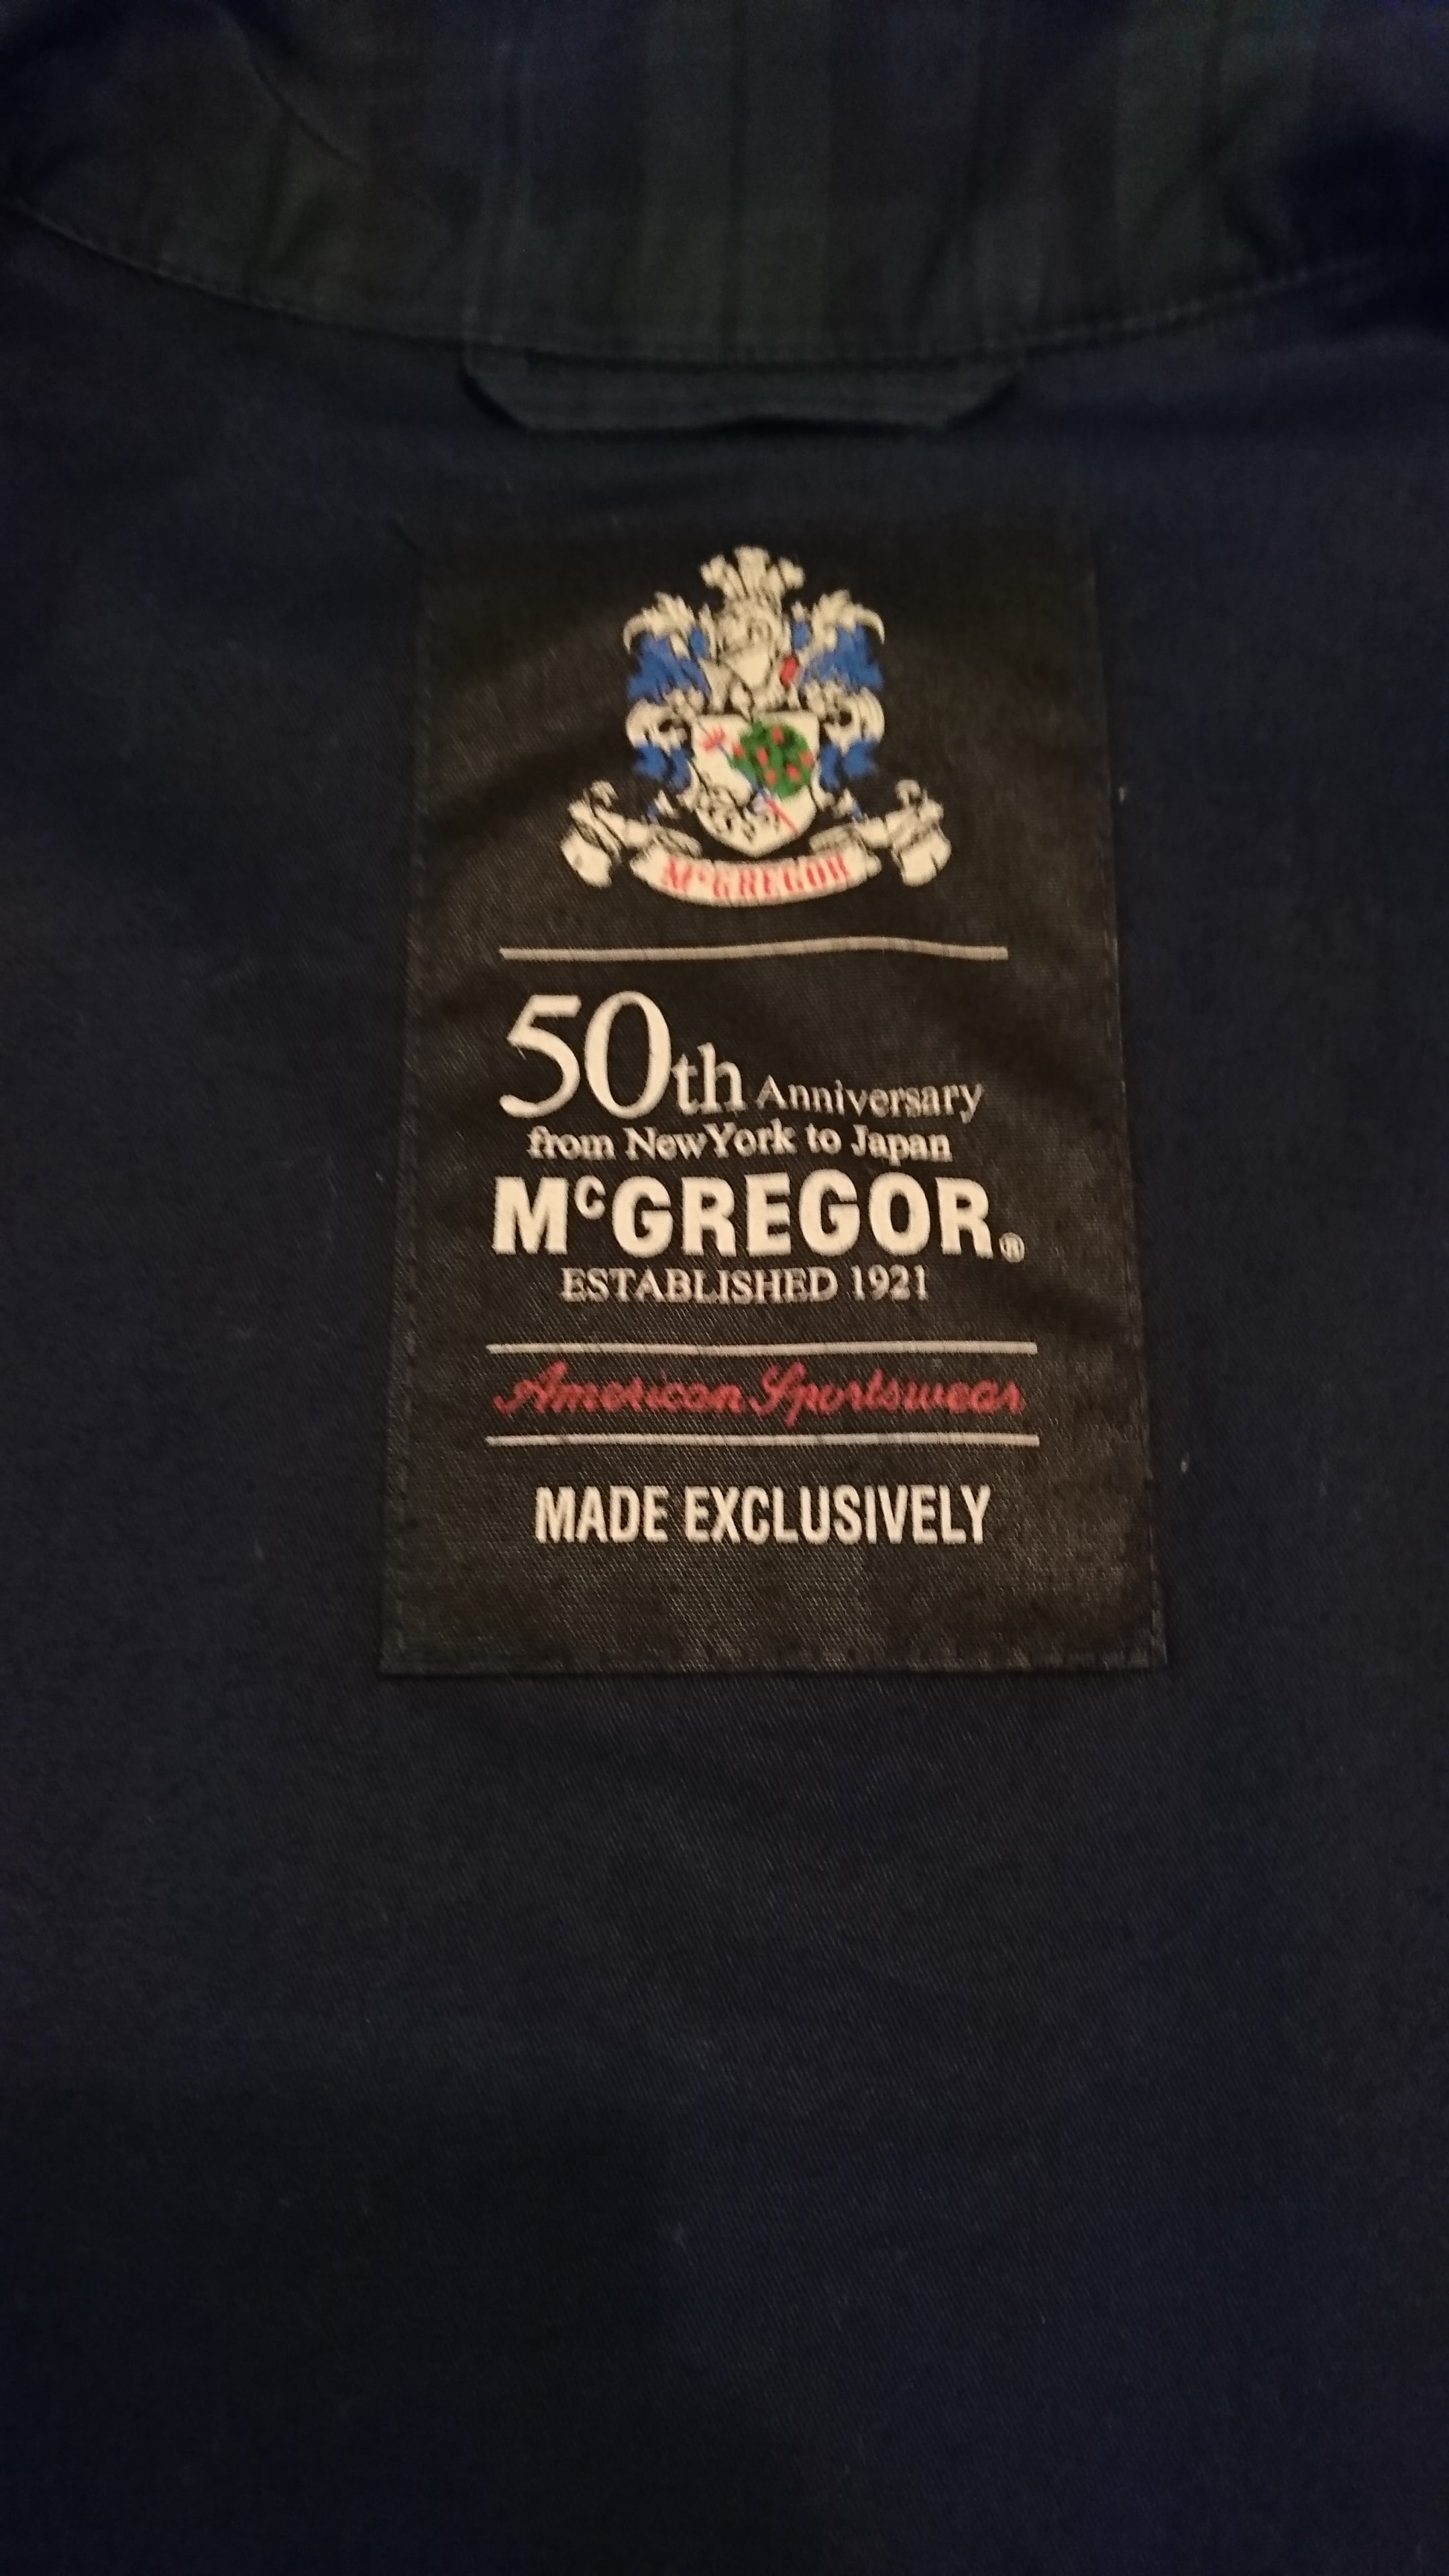 McGREGOR
50th Anniversary
from NewYork to Japan
McGREGOR®
ESTABLISHED 1921
American Sportswear
MADE EXCLUSIVELY